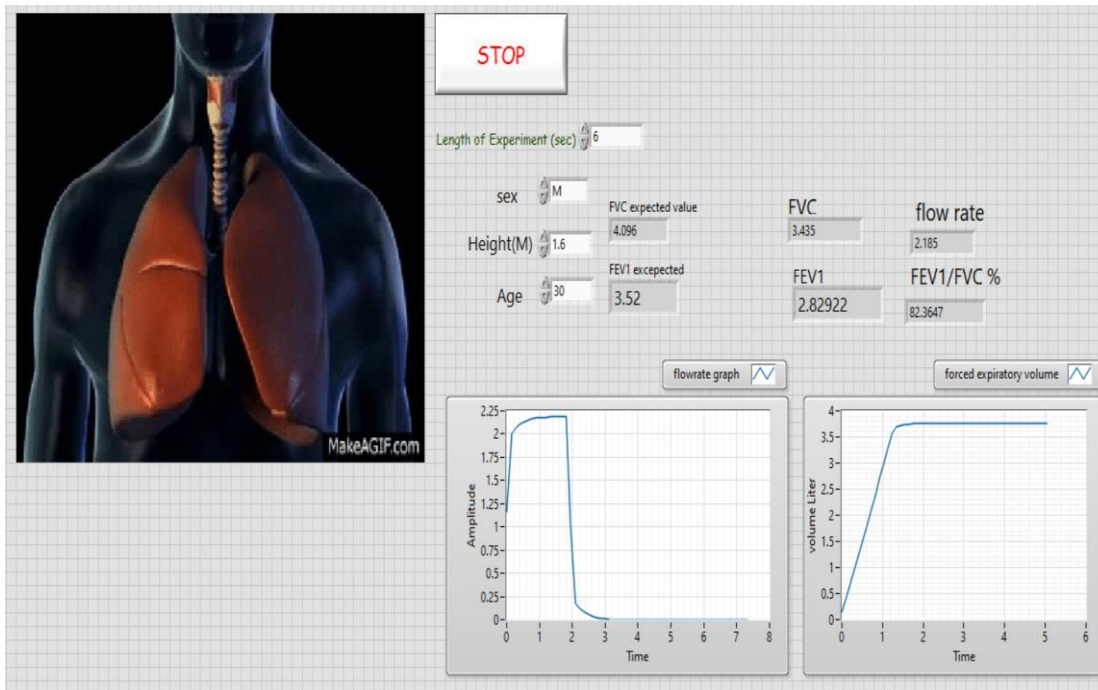 STOP
Length of Experiment (sec) 6
sex M
Height(M) 1.6
Age 30
FVC expected value
4.096
FEV1 excepected
3.52
FVC
3.435
flow rate
2.185
FEV1
2.82922
FEV1/FVC %
82.3647
MakeAGIF.com
flowrate graph
2.25
2
1.75
1.5
1.25
1
0.75
0.5
0.25
0
Amplitude
0 1 2 3 4 5 6 7 8
Time
forced expiratory volume
4
3.5
3
2.5
2
1.5
1
0.5
0
volume Liter
0 1 2 3 4 5 6
Time